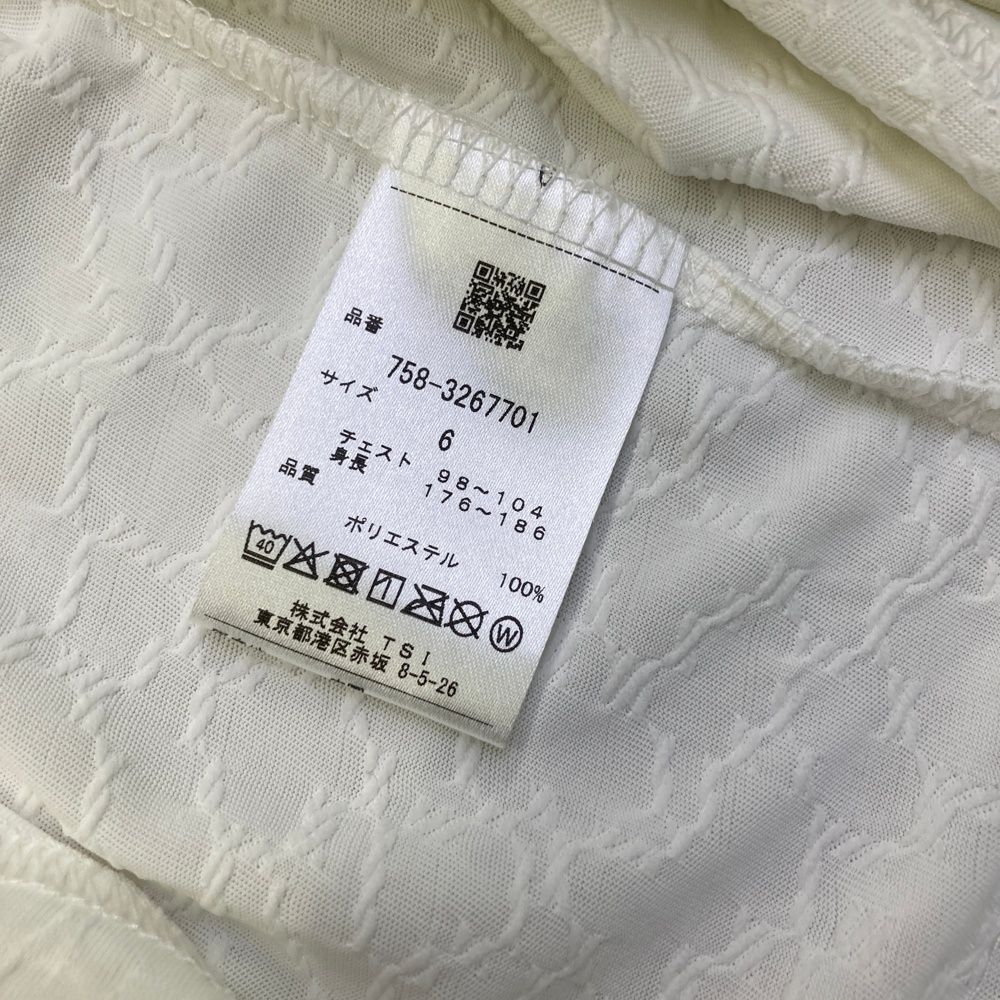 品番
758-3267701
サイズ
6
チェスト 98～104
身長 176～186
品質
ポリエステル 100%
40 W
株式会社 TSI
東京都港区赤坂 8-5-26